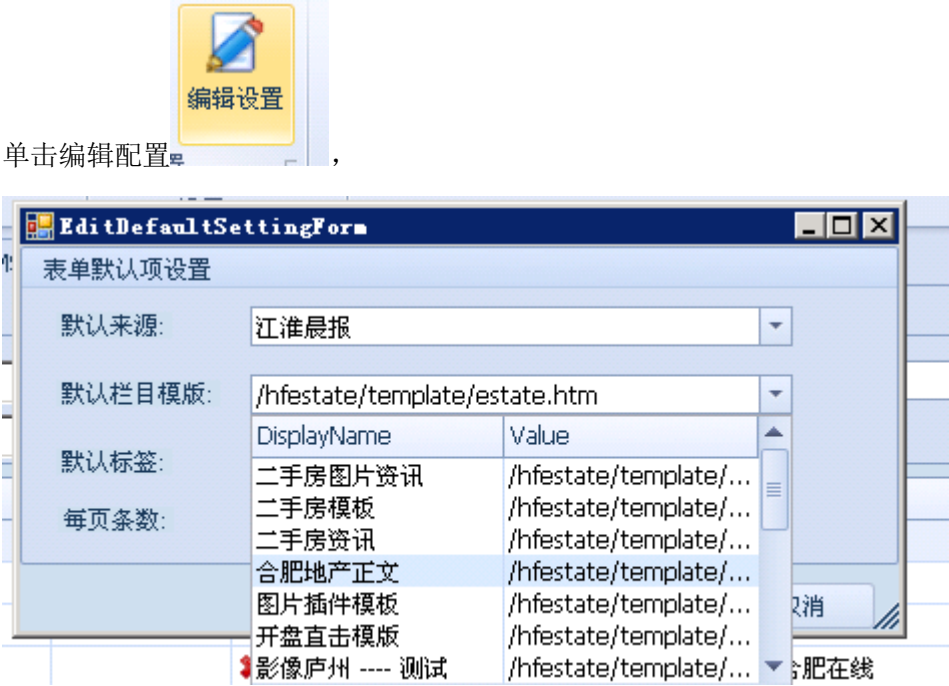 编辑设置
单击编辑配置
，
EditDefaultSettingForm
表单默认项设置
默认来源: 江淮晨报
默认栏目模版: /hfestate/template/estate.htm
DisplayName Value
默认标签:
每页条数:
二手房图片资讯 /hfestate/template/...
二手房模板 /hfestate/template/...
二手房资讯 /hfestate/template/...
合肥地产正文 /hfestate/template/...
图片插件模板 /hfestate/template/...
开盘直击模版 /hfestate/template/...
影像庐州 ---- 测试 /hfestate/template/...
消
合肥在线